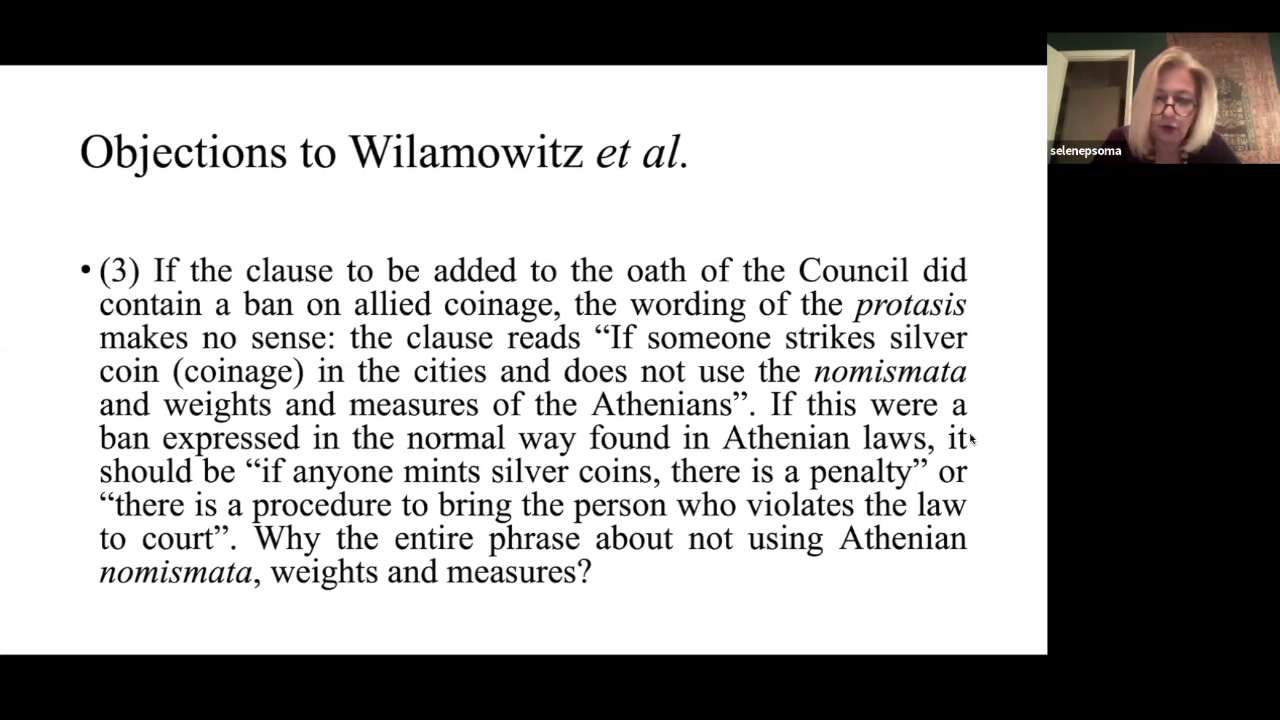 Objections to Wilamowitz et al.
• (3) If the clause to be added to the oath of the Council did
contain a ban on allied coinage, the wording of the protasis
makes no sense: the clause reads “If someone strikes silver
coin (coinage) in the cities and does not use the nomismata
and weights and measures of the Athenians”. If this were a
ban expressed in the normal way found in Athenian laws, it
should be “if anyone mints silver coins, there is a penalty” or
“there is a procedure to bring the person who violates the law
to court”. Why the entire phrase about not using Athenian
nomismata, weights and measures?
selenepsoma